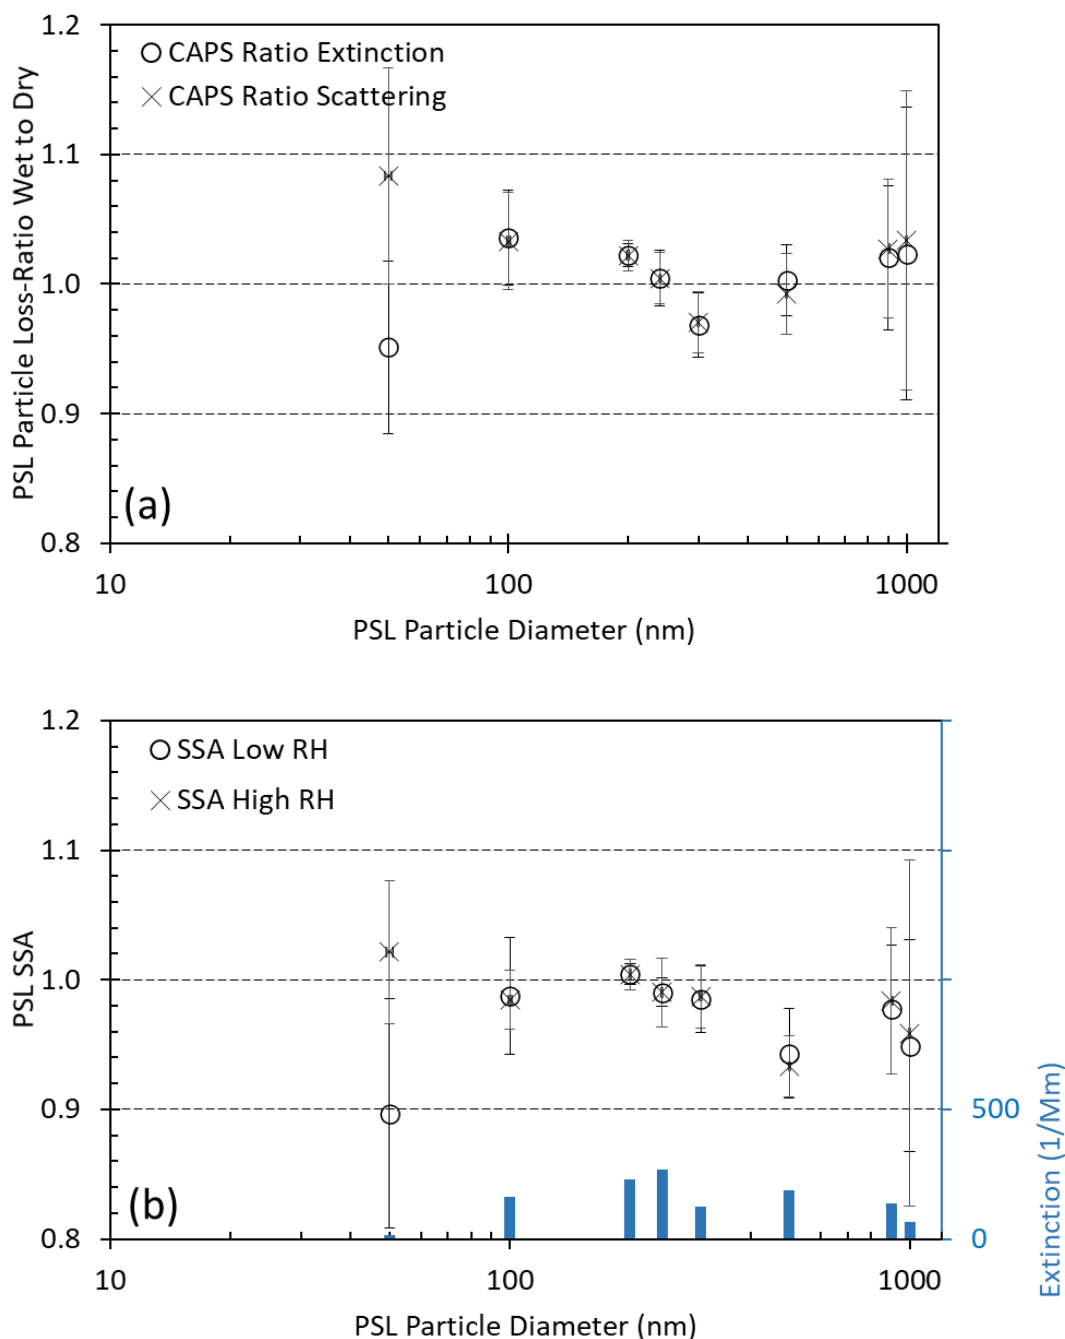 1.2
CAPS Ratio Extinction
CAPS Ratio Scattering
1.1
1.0
0.9
(a)
0.8
10
100
1000
PSL Particle Loss-Ratio Wet to Dry
PSL Particle Diameter (nm)
1.2
SSA Low RH
SSA High RH
1.1
1.0
0.9
500
(b)
0.8
0
10
100
1000
PSL SSA
Extinction (1/Mm)
PSL Particle Diameter (nm)